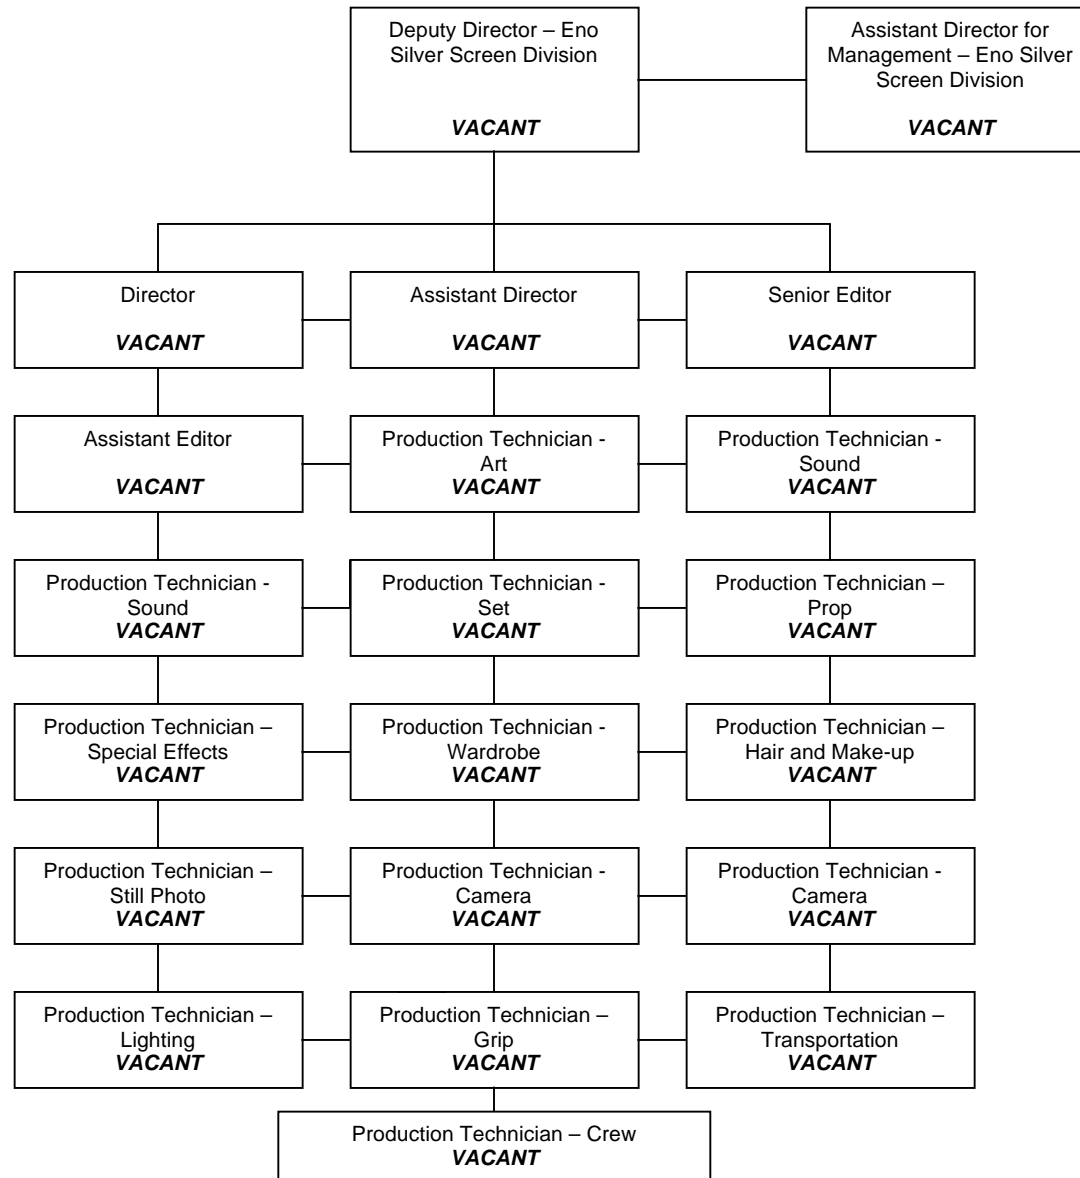 Deputy Director – Eno
Silver Screen Division
VACANT
Assistant Director for
Management – Eno Silver
Screen Division
VACANT
Director
VACANT
Assistant Director
VACANT
Senior Editor
VACANT
Assistant Editor
VACANT
Production Technician -
Art
VACANT
Production Technician -
Sound
VACANT
Production Technician -
Sound
VACANT
Production Technician -
Set
VACANT
Production Technician –
Prop
VACANT
Production Technician –
Special Effects
VACANT
Production Technician -
Wardrobe
VACANT
Production Technician –
Hair and Make-up
VACANT
Production Technician –
Still Photo
VACANT
Production Technician -
Camera
VACANT
Production Technician -
Camera
VACANT
Production Technician –
Lighting
VACANT
Production Technician –
Grip
VACANT
Production Technician –
Transportation
VACANT
Production Technician – Crew
VACANT